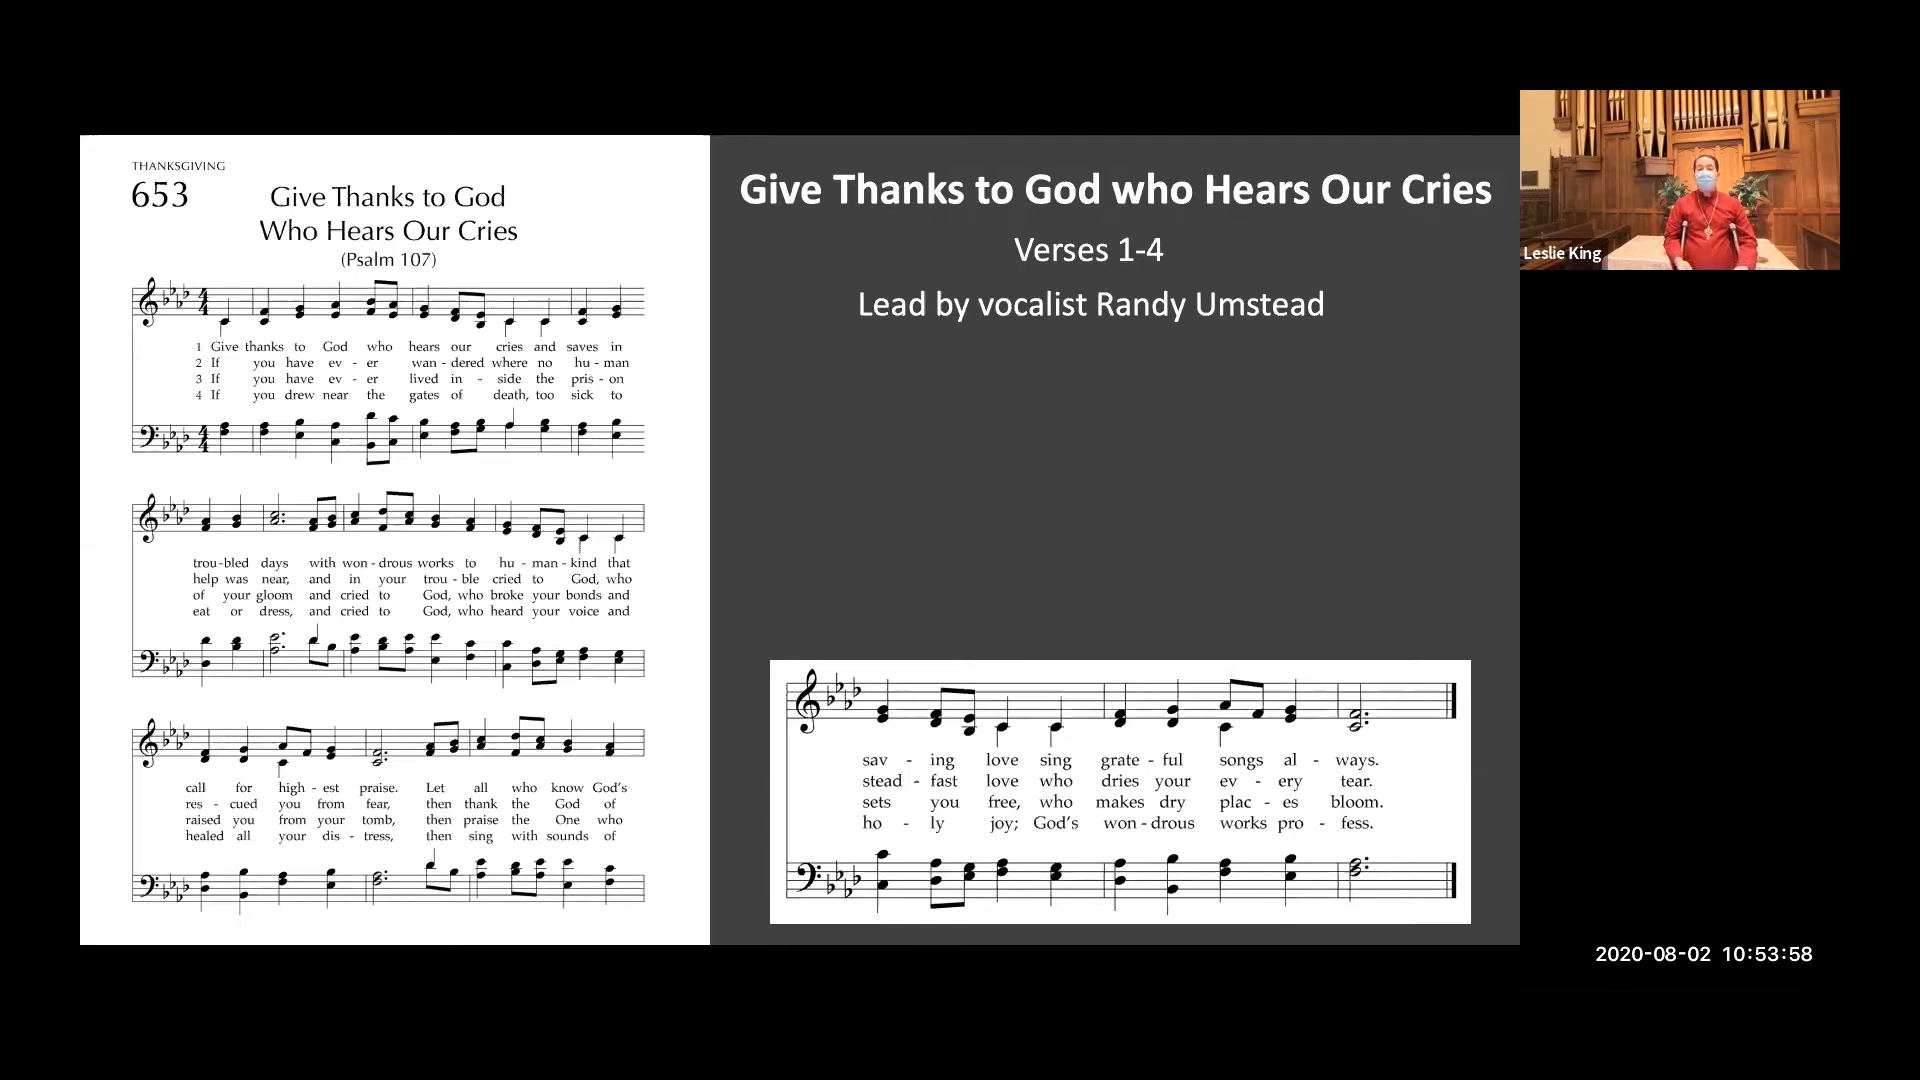 THANKSGIVING
653
Give Thanks to God
Who Hears Our Cries
(Psalm 107)
1 Give thanks to God who hears our cries and saves in
2 If you have ev - er wan - dered where no hu - man
3 If you have ev - er lived in - side the pris - on
4 If you drew near the gates of death, too sick to
trou - bled days with won - drous works to hu - man - kind that
help was near, and in your trou - ble cried to God, who
of your gloom and cried to God, who broke your bonds and
eat or dress, and cried to God, who heard your voice and
call for high - est praise. Let all who know God's
res - cued you from fear, then thank the God of
raised you from your tomb, then praise the One who
healed all your dis - tress, then sing with sounds of
Give Thanks to God who Hears Our Cries
Verses 1-4
Lead by vocalist Randy Umstead
sav - ing love sing grate - ful songs al - ways.
stead - fast love who dries your ev - ery tear.
sets you free, who makes dry plac - es bloom.
ho - ly joy; God's won - drous works pro - fess.
Leslie King
2020-08-02 10:53:58